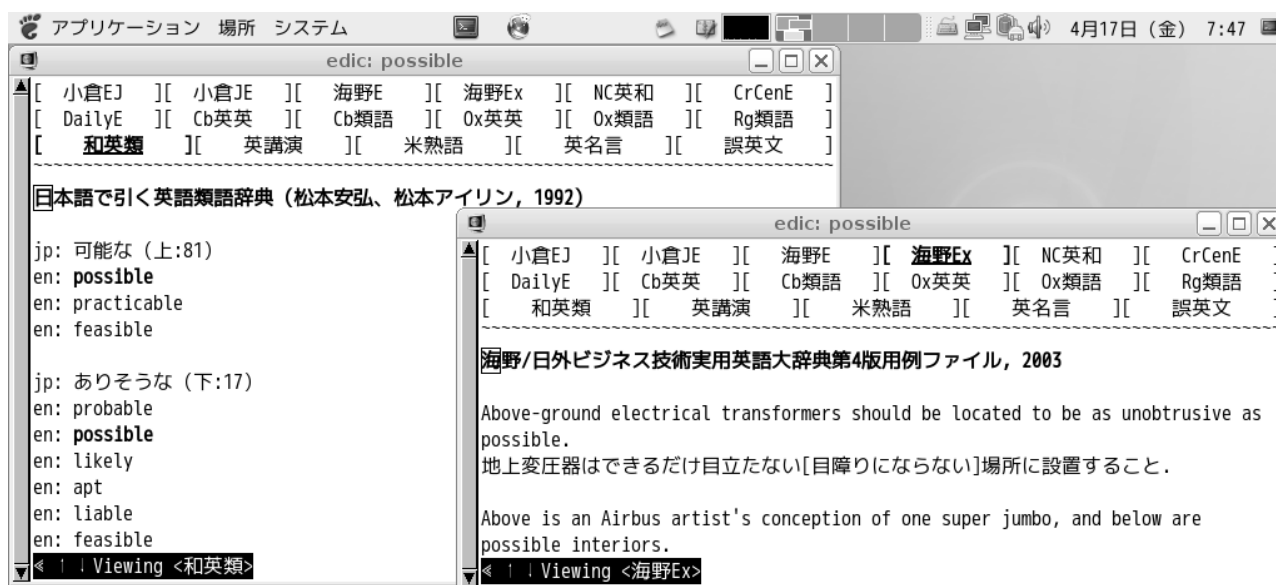 アプリケーション 場所 システム 4月17日 (金) 7:47
edic: possible
[ 小倉EJ ][ 小倉JE ][ 海野E ][ 海野Ex ][ NC英和 ][ CrCenE ]
[ DailyE ][ Cb英英 ][ Cb類語 ][ Ox英英 ][ Ox類語 ][ Rg類語 ]
[ 和英類 ][ 英講演 ][ 米熟語 ][ 英名言 ][ 誤英文 ]
~~~~~~~~~~~~~~~~~~~~~~~~~~~~~~~~~~~~~~~~~~~~~~~~~~~~~~~~~~~~~~~~~~~~~~~~~~~~~~~~
日本語で引く英語類語辞典 (松本安弘、松本アイリン, 1992)
jp: 可能な (上:81)
en: possible
en: practicable
en: feasible
jp: ありそうな (下:17)
en: probable
en: possible
en: likely
en: apt
en: liable
en: feasible
≪ ↑ ↓ Viewing <和英類>
edic: possible
[ 小倉EJ ][ 小倉JE ][ 海野E ][ 海野Ex ][ NC英和 ][ CrCenE ]
[ DailyE ][ Cb英英 ][ Cb類語 ][ Ox英英 ][ Ox類語 ][ Rg類語 ]
[ 和英類 ][ 英講演 ][ 米熟語 ][ 英名言 ][ 誤英文 ]
~~~~~~~~~~~~~~~~~~~~~~~~~~~~~~~~~~~~~~~~~~~~~~~~~~~~~~~~~~~~~~~~~~~~~~~~~~~~~~~~
海野/日外ビジネス技術実用英語大辞典第4版用例ファイル, 2003
Above-ground electrical transformers should be located to be as unobtrusive as
possible.
地上変圧器はできるだけ目立たない[目障りにならない]場所に設置すること.
Above is an Airbus artist's conception of one super jumbo, and below are
possible interiors.
≪ ↑ ↓ Viewing <海野Ex>